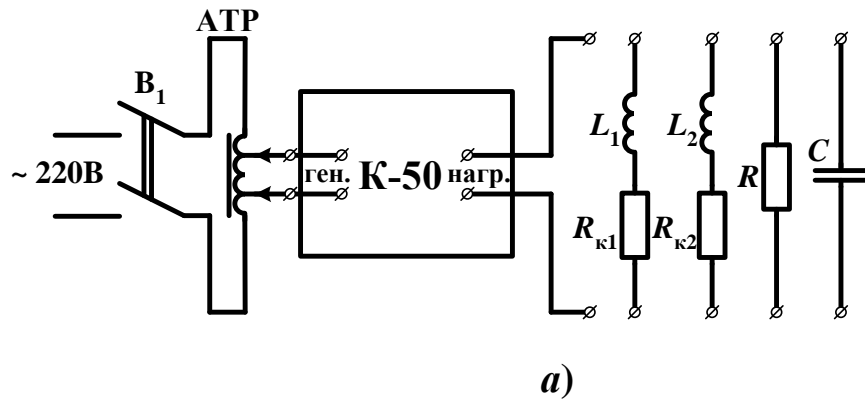 АТР
В1
~ 220В
ген. К-50 нагр.
L1
Rк1
L2
Rк2
R
C
а)